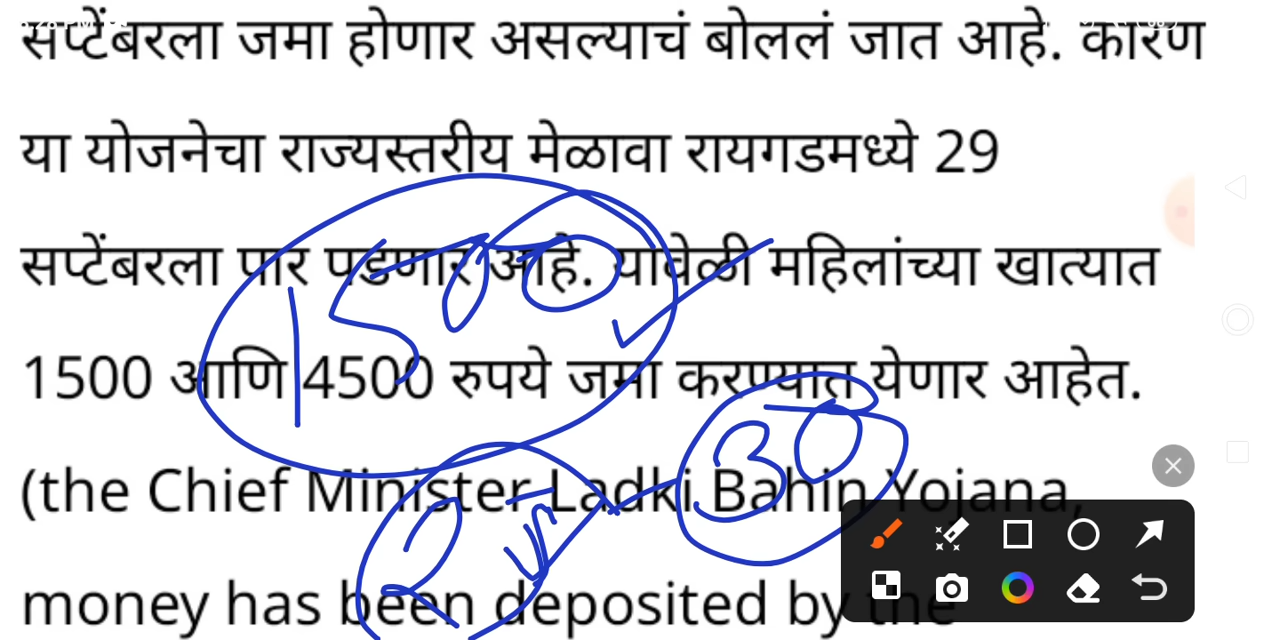 सप्टेंबरला जमा होणार असल्याचं बोललं जात आहे. कारण
या योजनेचा राज्यस्तरीय मेळावा रायगडमध्ये 29
सप्टेंबरला पार पडणार आहे. यावेळी महिलांच्या खात्यात
1500
1500 आणि 4500 रुपये जमा करण्यात येणार आहेत.
30
(the Chief Minister Ladki Bahin Yojana,
money has been deposited by the